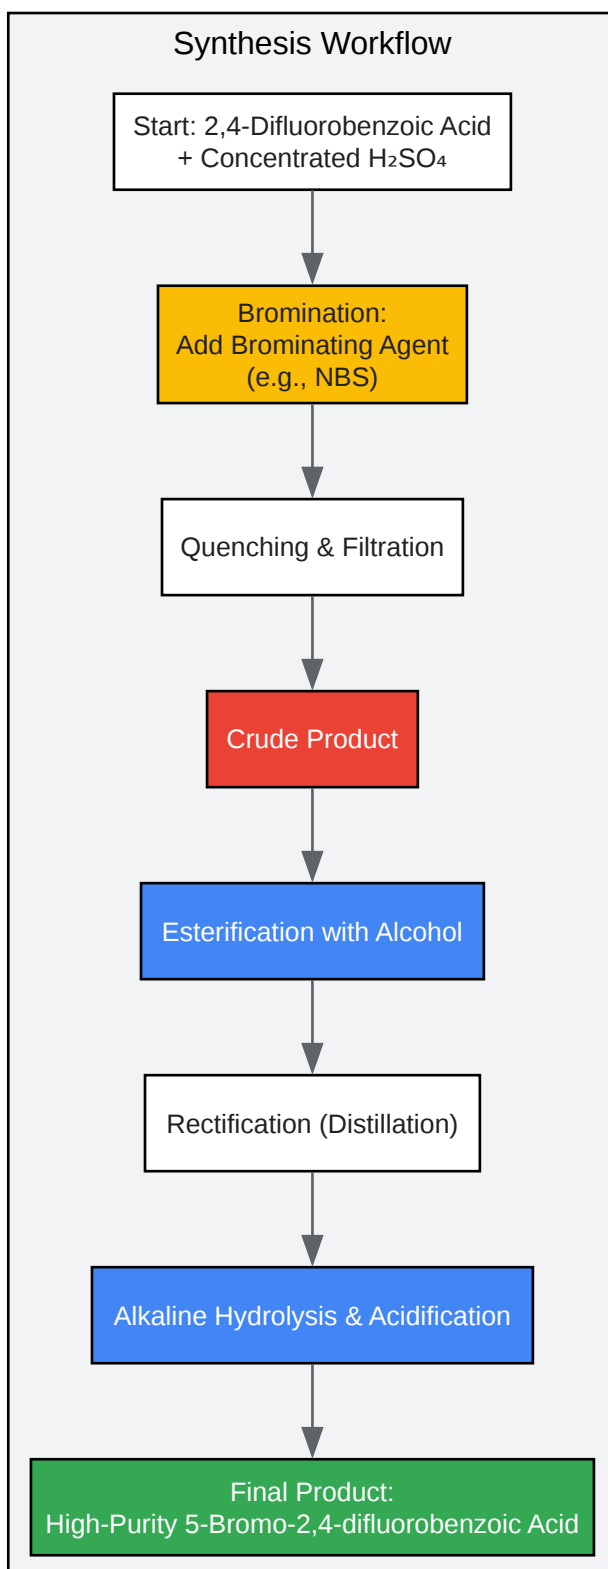 Synthesis Workflow
Start: 2,4-Difluorobenzoic Acid
+ Concentrated H₂SO₄
Bromination:
Add Brominating Agent
(e.g., NBS)
Quenching & Filtration
Crude Product
Esterification with Alcohol
Rectification (Distillation)
Alkaline Hydrolysis & Acidification
Final Product:
High-Purity 5-Bromo-2,4-difluorobenzoic Acid